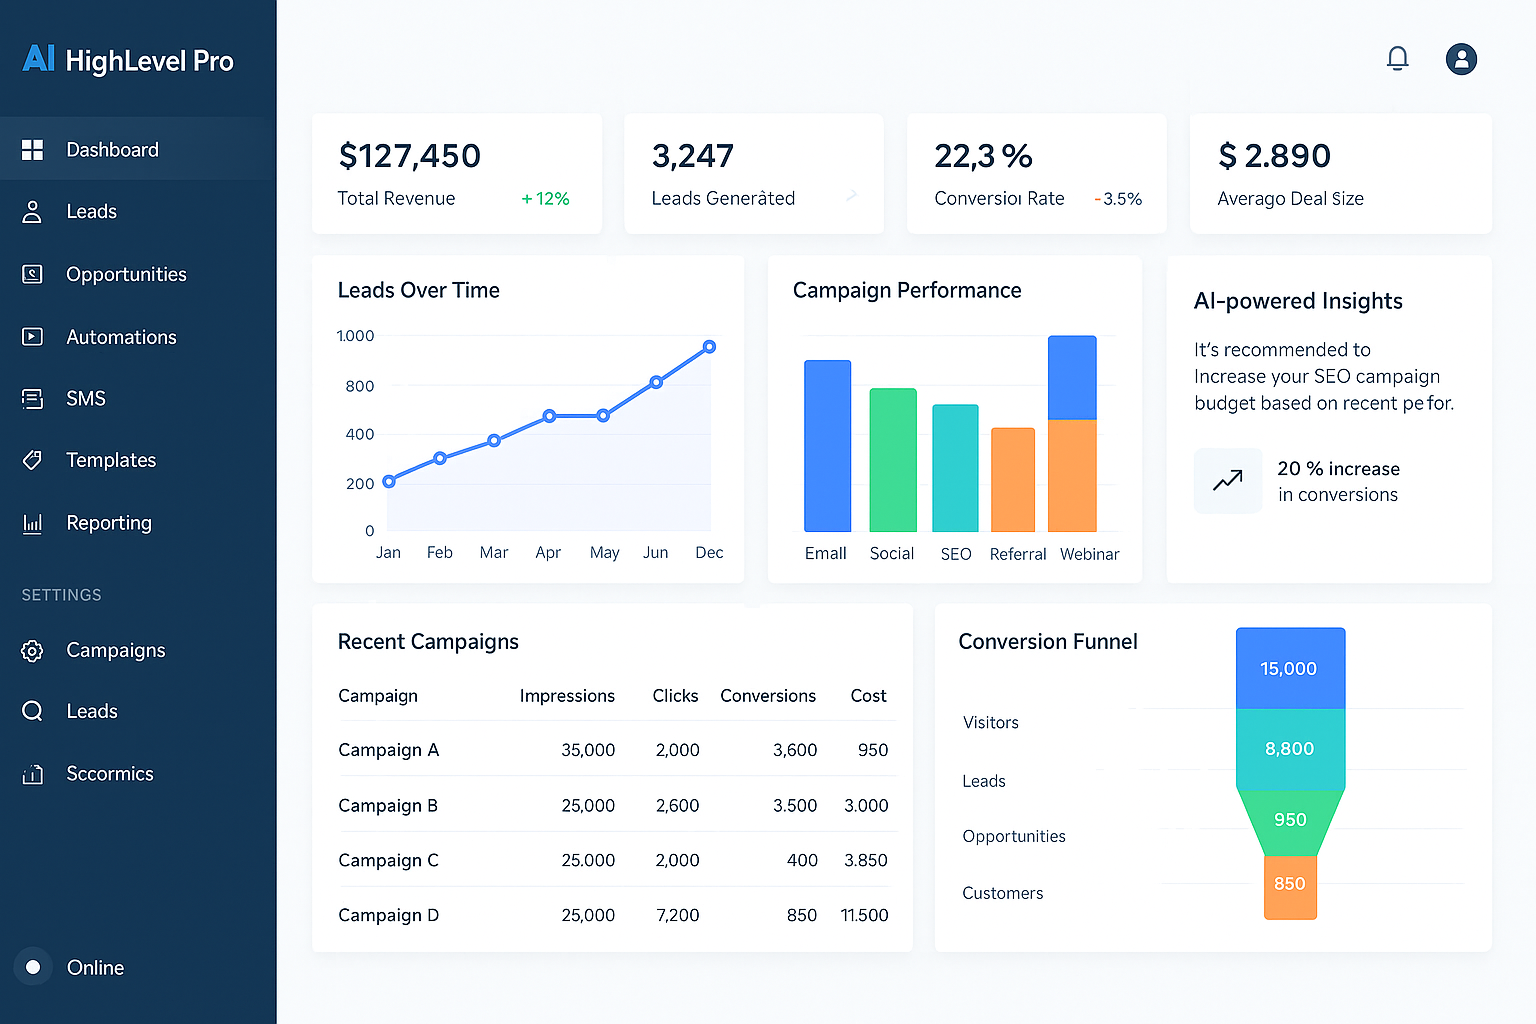 AI HighLevel Pro
Dashboard
Leads
Opportunities
Automations
SMS
Templates
Reporting
SETTINGS
Campaigns
Leads
Sccormics
Online
$127,450
Total Revenue +12%
3,247
Leads Generàted
22,3 %
Conversioı Rate -3.5%
$ 2.890
Averago Deal Size
Leads Over Time
1.000
800
400
200
0
Jan Feb Mar Apr May Jun Dec
Campaign Performance
Emall Social SEO Referral Webinar
AI-powered Insights
It's recommended to
Increase your SEO campaign
budget based on recent pefor.
20 % increase
in conversions
Recent Campaigns
Campaign Impressions Clicks Conversions Cost
Campaign A 35,000 2,000 3,600 950
Campaign B 25,000 2,600 3.500 3.000
Campaign C 25.000 2,000 400 3.850
Campaign D 25,000 7,200 850 11.500
Conversion Funnel
15,000
Visitors
8,800
Leads
950
Opportunities
850
Customers